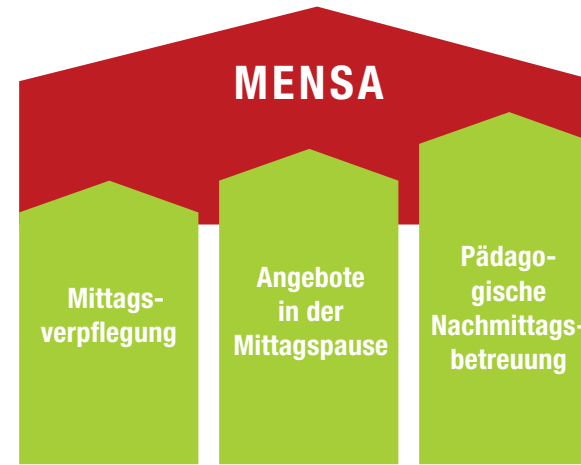 MENSA
Mittags-
verpflegung
Angebote
in der
Mittagspause
Pädago-
gische
Nachmittags-
betreuung